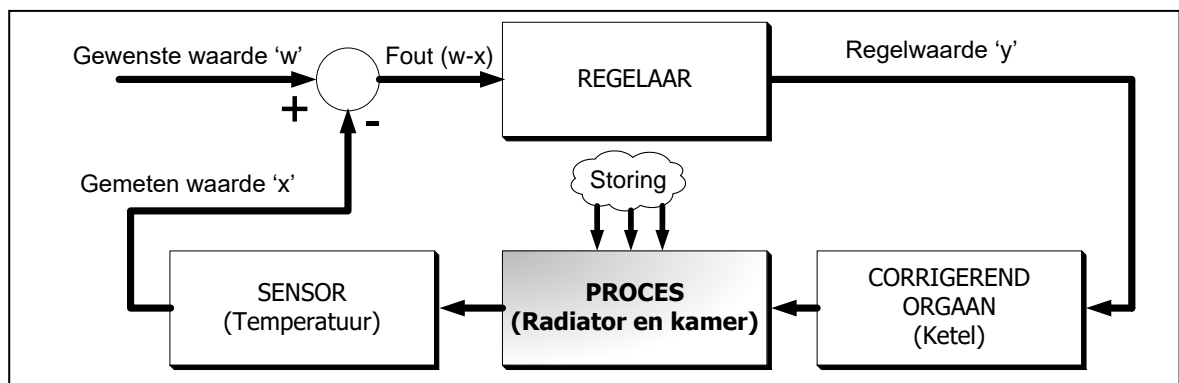 Gewenste waarde ‘w’
Fout (w-x)
REGELAAR
Regelwaarde ‘y’
+
-
Gemeten waarde ‘x’
Storing
SENSOR
(Temperatuur)
PROCES
(Radiator en kamer)
CORRIGEREND
ORGAAN
(Ketel)